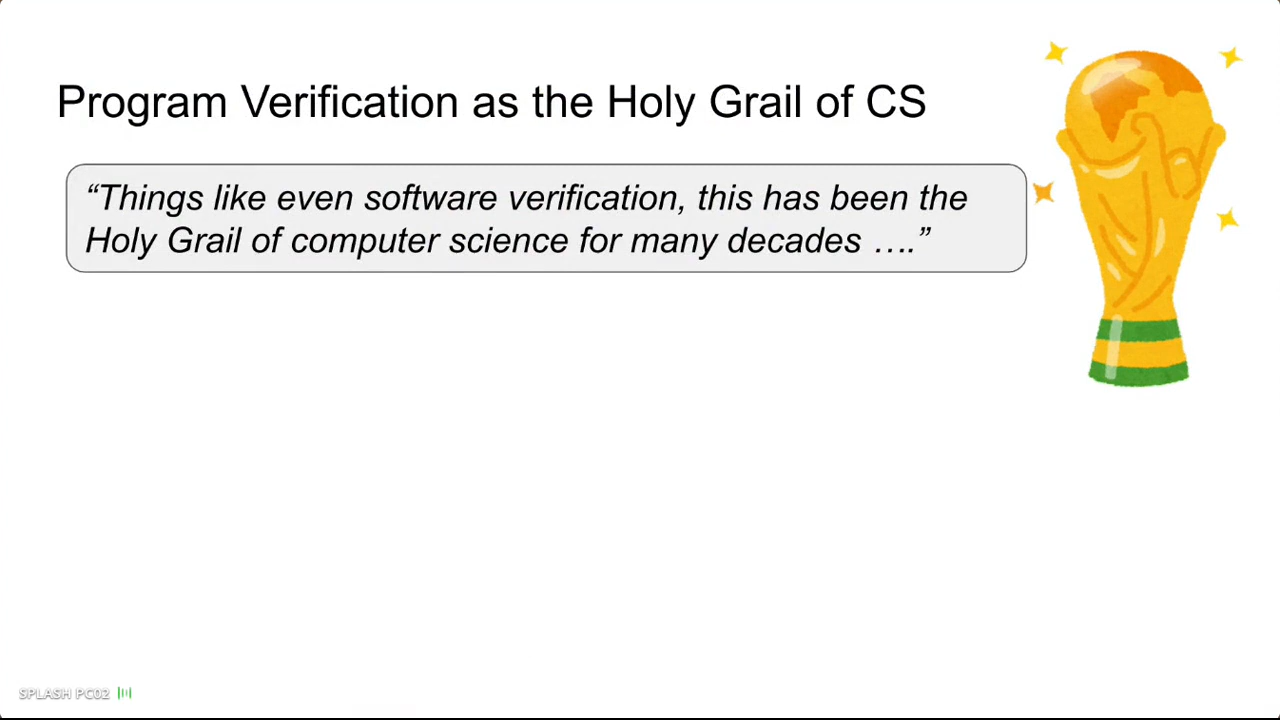 Program Verification as the Holy Grail of CS
“Things like even software verification, this has been the
Holy Grail of computer science for many decades ….”
SPLASH PC02